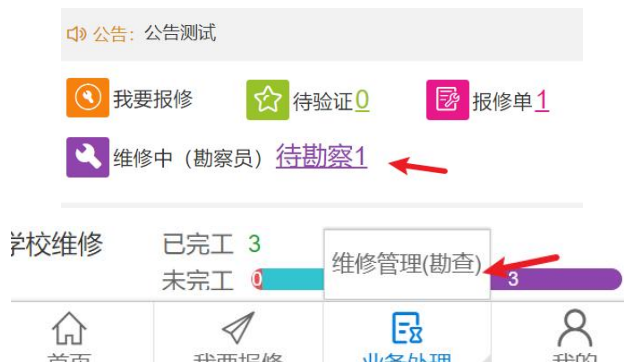 公告：公告测试
我要报修 待验证0 报修单1
维修中（勘察员）待勘察1
学校维修 已完工 3
维修管理(勘查)
未完工 0 3
首页 我要报修 业务处理 我的